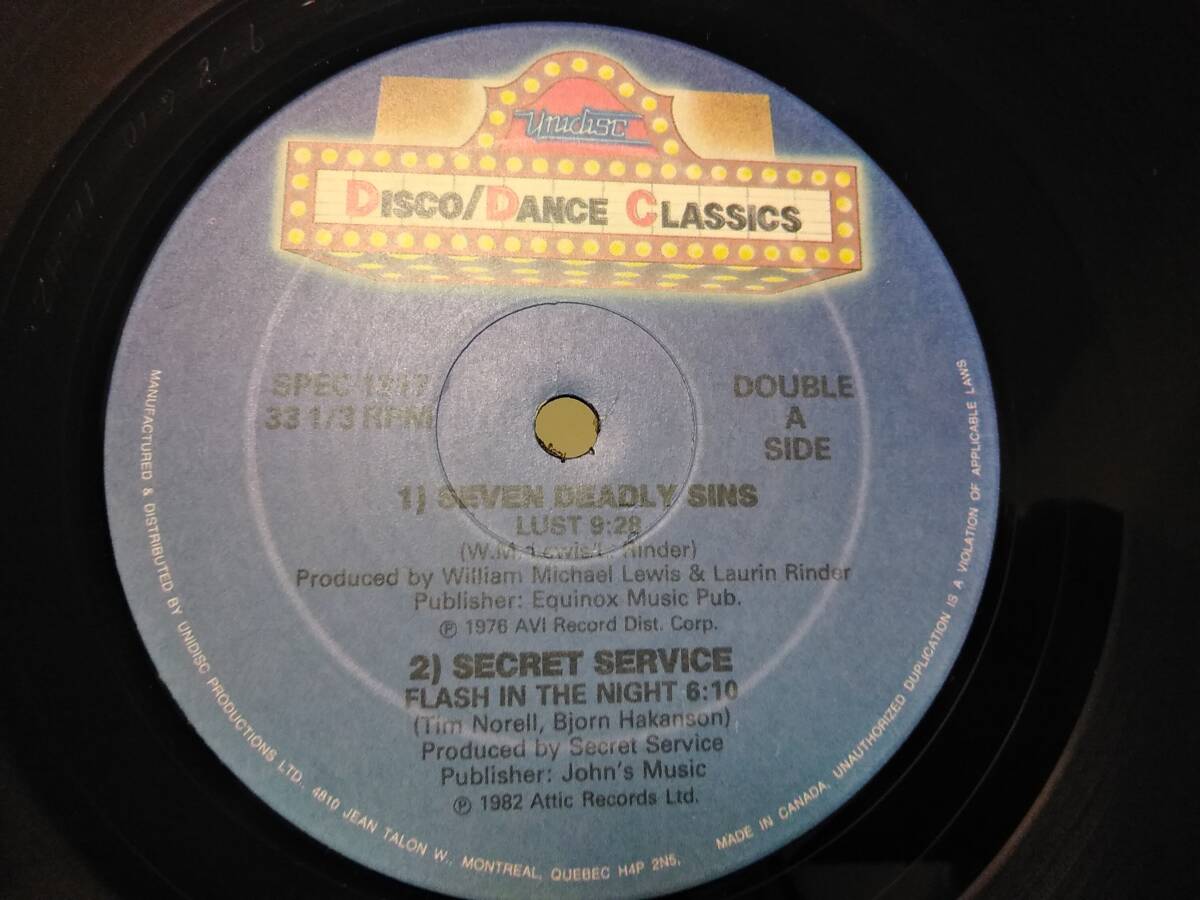 Unidisc
DISCO/DANCE CLASSICS
SPEC 1217
33 1/3 RPM
DOUBLE
A
SIDE
1) SEVEN DEADLY SINS
LUST 9:28
(W.M. Lewis/L. Rinder)
Produced by William Michael Lewis & Laurin Rinder
Publisher: Equinox Music Pub.
℗ 1976 AVI Record Dist. Corp.
2) SECRET SERVICE
FLASH IN THE NIGHT 6:10
(Tim Norell, Bjorn Hakanson)
Produced by Secret Service
Publisher: John's Music
℗ 1982 Attic Records Ltd.
MANUFACTURED & DISTRIBUTED BY UNIDISC PRODUCTIONS LTD., 4810 JEAN TALON W., MONTREAL, QUEBEC H4P 2N5, MADE IN CANADA, UNAUTHORIZED DUPLICATION IS A VIOLATION OF APPLICABLE LAWS